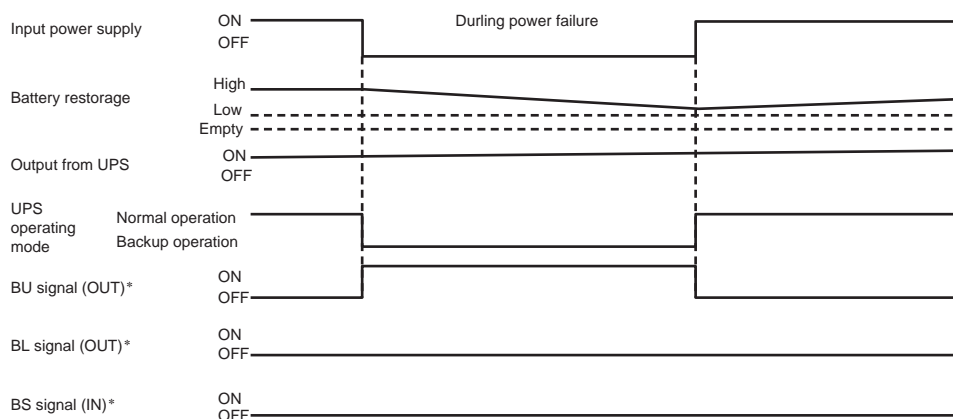 Input power supply
ON
OFF
Durling power failure
Battery restorage
High
Low
Empty
Output from UPS
ON
OFF
UPS
operating
mode
Normal operation
Backup operation
BU signal (OUT)*
ON
OFF
BL signal (OUT)*
ON
OFF
BS signal (IN)*
ON
OFF